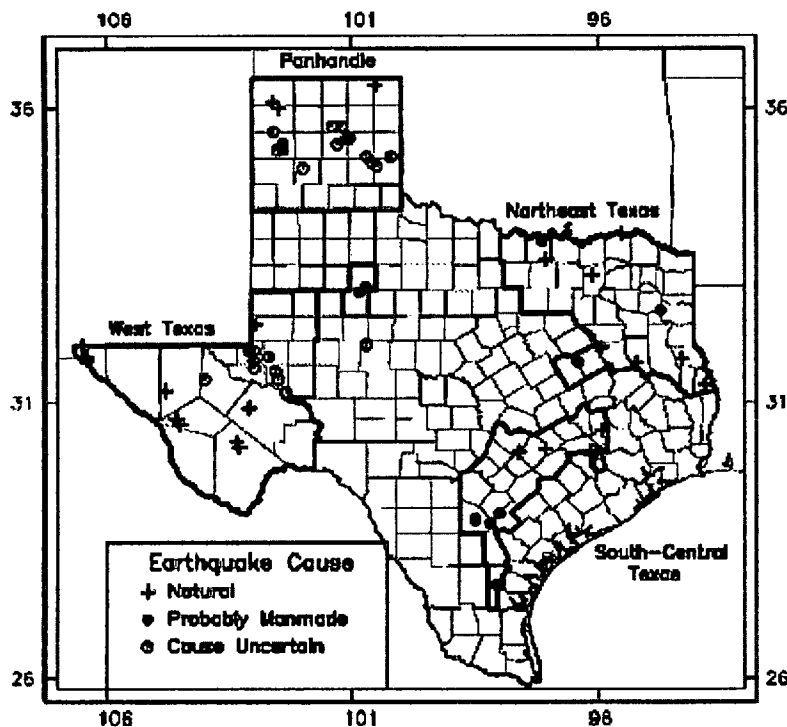 106 101 96
Panhandle
36 36
Northeast Texas
West Texas
31 31
South-Central
Texas
Earthquake Cause
Natural
Probably Manmade
Cause Uncertain
26 26
106 101 96